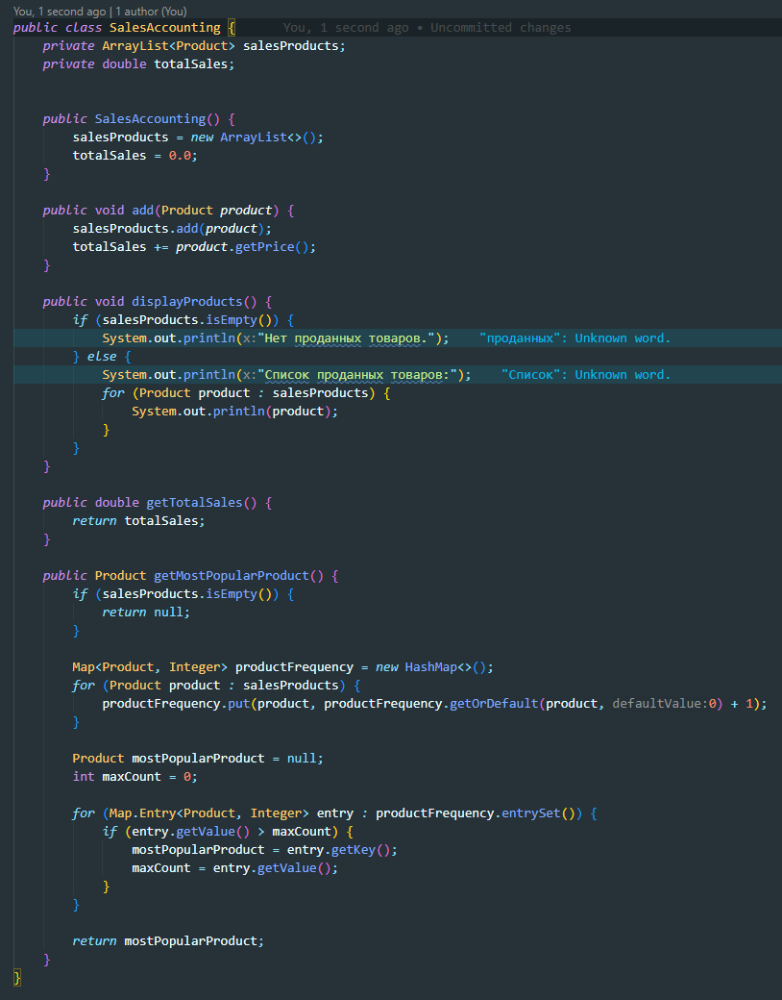 You, 1 second ago | 1 author (You)
public class SalesAccounting { You, 1 second ago • Uncommitted changes
private ArrayList<Product> salesProducts;
private double totalSales;
public SalesAccounting() {
salesProducts = new ArrayList<>();
totalSales = 0.0;
}
public void add(Product product) {
salesProducts.add(product);
totalSales += product.getPrice();
}
public void displayProducts() {
if (salesProducts.isEmpty()) {
System.out.println(x:"Нет проданных товаров."); "проданных": Unknown word.
} else {
System.out.println(x:"Список проданных товаров:"); "Список": Unknown word.
for (Product product : salesProducts) {
System.out.println(product);
}
}
}
public double getTotalSales() {
return totalSales;
}
public Product getMostPopularProduct() {
if (salesProducts.isEmpty()) {
return null;
}
Map<Product, Integer> productFrequency = new HashMap<>();
for (Product product : salesProducts) {
productFrequency.put(product, productFrequency.getOrDefault(product, defaultValue:0) + 1);
}
Product mostPopularProduct = null;
int maxCount = 0;
for (Map.Entry<Product, Integer> entry : productFrequency.entrySet()) {
if (entry.getValue() > maxCount) {
mostPopularProduct = entry.getKey();
maxCount = entry.getValue();
}
}
return mostPopularProduct;
}
}